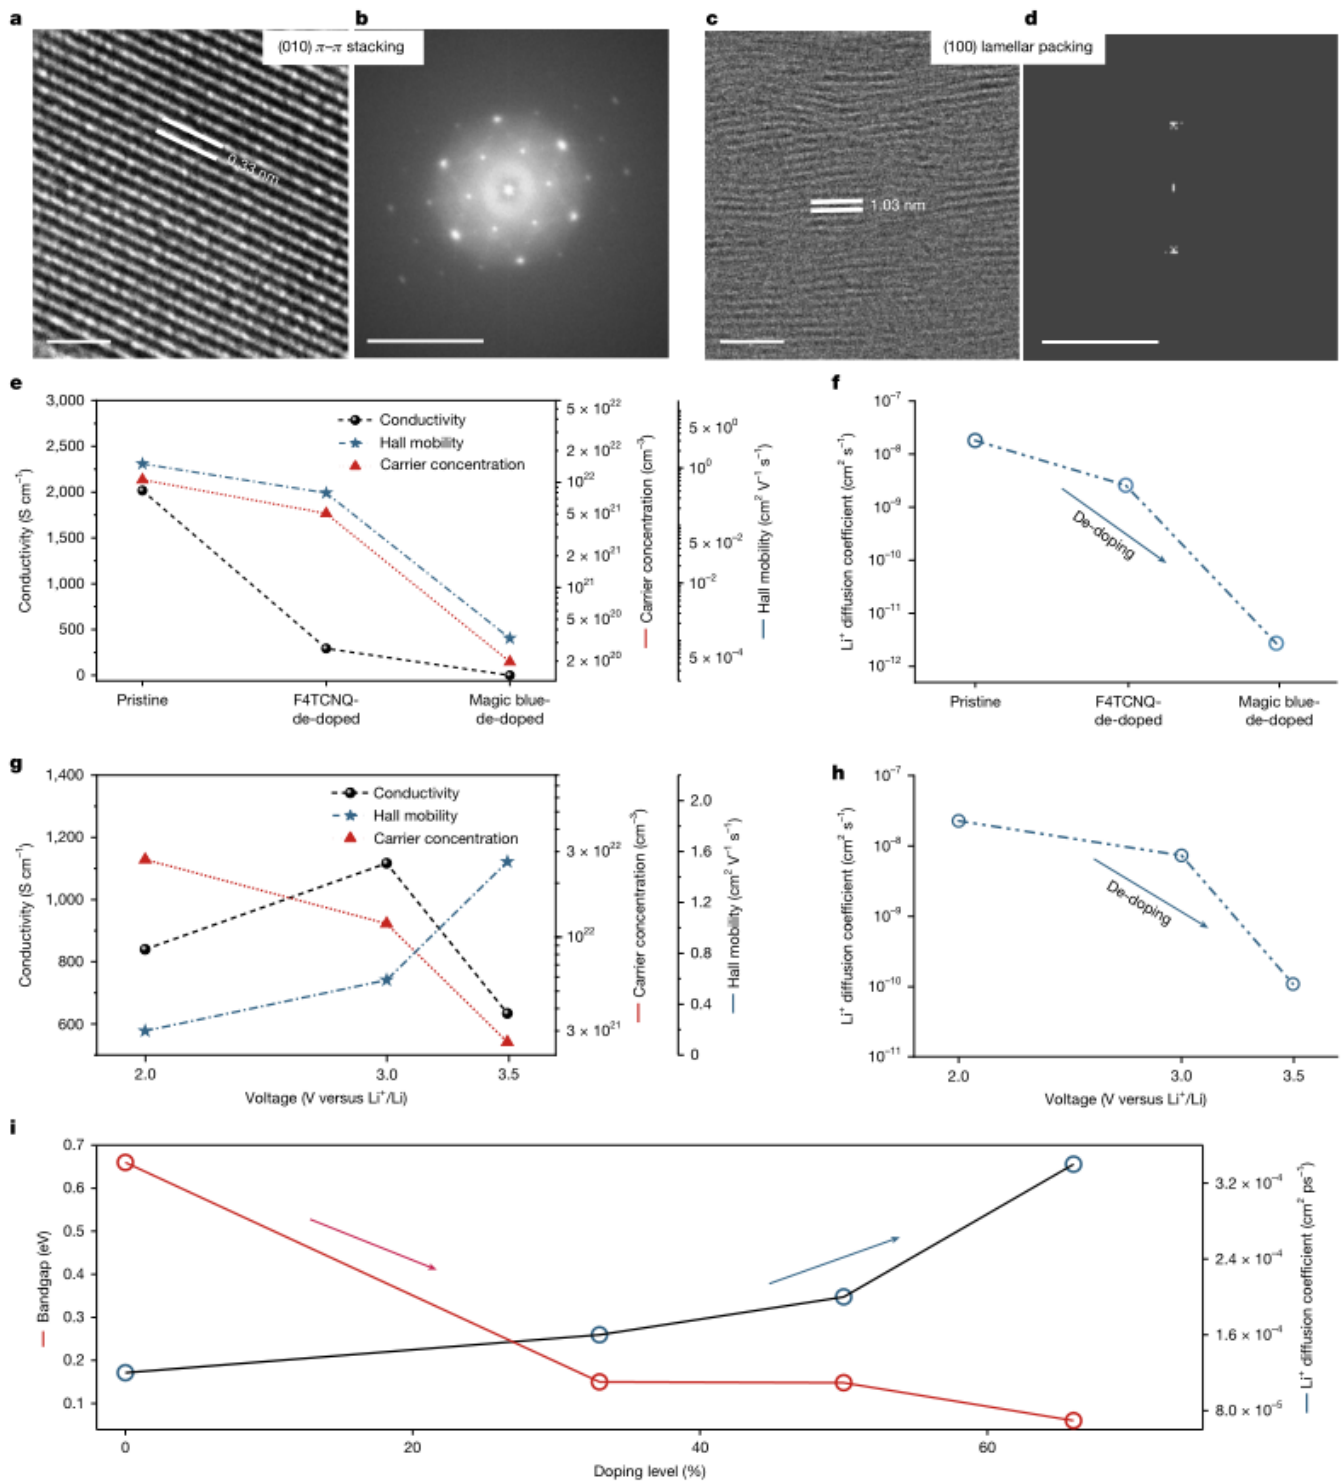 a
b
(010) π–π stacking
0.33 nm
c
d
(100) lamellar packing
1.03 nm
e
3,000
2,500
2,000
1,500
1,000
500
0
Conductivity (S cm⁻¹)
Conductivity
Hall mobility
Carrier concentration
5 × 10²²
2 × 10²²
10²²
5 × 10²¹
2 × 10²¹
10²¹
5 × 10²⁰
2 × 10²⁰
Carrier concentration (cm⁻³)
5 × 10⁰
10⁰
5 × 10⁻²
10⁻²
5 × 10⁻⁴
Hall mobility (cm² V⁻¹ s⁻¹)
Pristine
F4TCNQ-
de-doped
Magic blue-
de-doped
f
10⁻⁷
10⁻⁸
10⁻⁹
10⁻¹⁰
10⁻¹¹
10⁻¹²
Li⁺ diffusion coefficient (cm² s⁻¹)
De-doping
Pristine
F4TCNQ-
de-doped
Magic blue-
de-doped
g
1,400
1,200
1,000
800
600
Conductivity (S cm⁻¹)
Conductivity
Hall mobility
Carrier concentration
3 × 10²²
10²²
3 × 10²¹
Carrier concentration (cm⁻³)
2.0
1.6
1.2
0.8
0.4
0
Hall mobility (cm² V⁻¹ s⁻¹)
2.0
3.0
3.5
Voltage (V versus Li⁺/Li)
h
10⁻⁷
10⁻⁸
10⁻⁹
10⁻¹⁰
10⁻¹¹
Li⁺ diffusion coefficient (cm² s⁻¹)
De-doping
2.0
3.0
3.5
Voltage (V versus Li⁺/Li)
i
0.7
0.6
0.5
0.4
0.3
0.2
0.1
Bandgap (eV)
3.2 × 10⁻⁴
2.4 × 10⁻⁴
1.6 × 10⁻⁴
8.0 × 10⁻⁵
Li⁺ diffusion coefficient (cm² ps⁻¹)
0
20
40
60
Doping level (%)